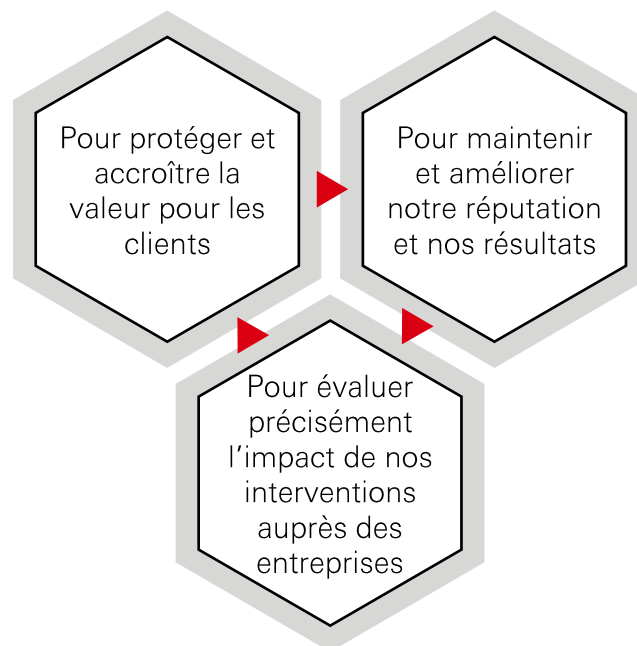 Pour protéger et
accroître la
valeur pour les
clients
Pour maintenir
et améliorer
notre réputation
et nos résultats
Pour évaluer
précisément
l’impact de nos
interventions
auprès des
entreprises